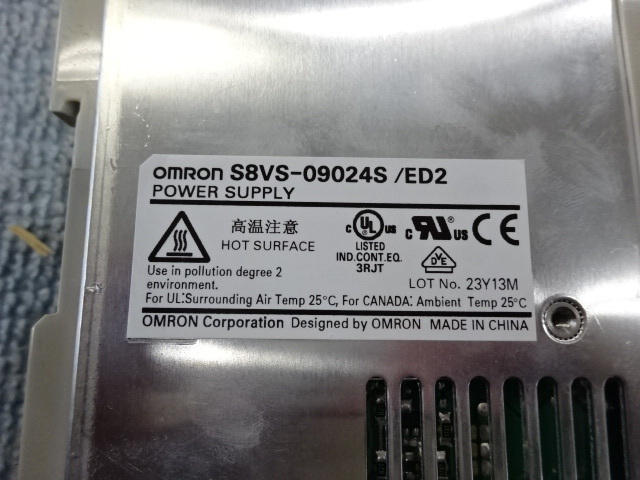 omron S8VS-09024S /ED2
POWER SUPPLY
高温注意
HOT SURFACE
c UL us
LISTED
IND.CONT.EQ.
3RJT
c RU us
CE
DVE
Use in pollution degree 2
environment.
LOT No. 23Y13M
For UL:Surrounding Air Temp 25°C, For CANADA: Ambient Temp 25°C
OMRON Corporation Designed by OMRON MADE IN CHINA